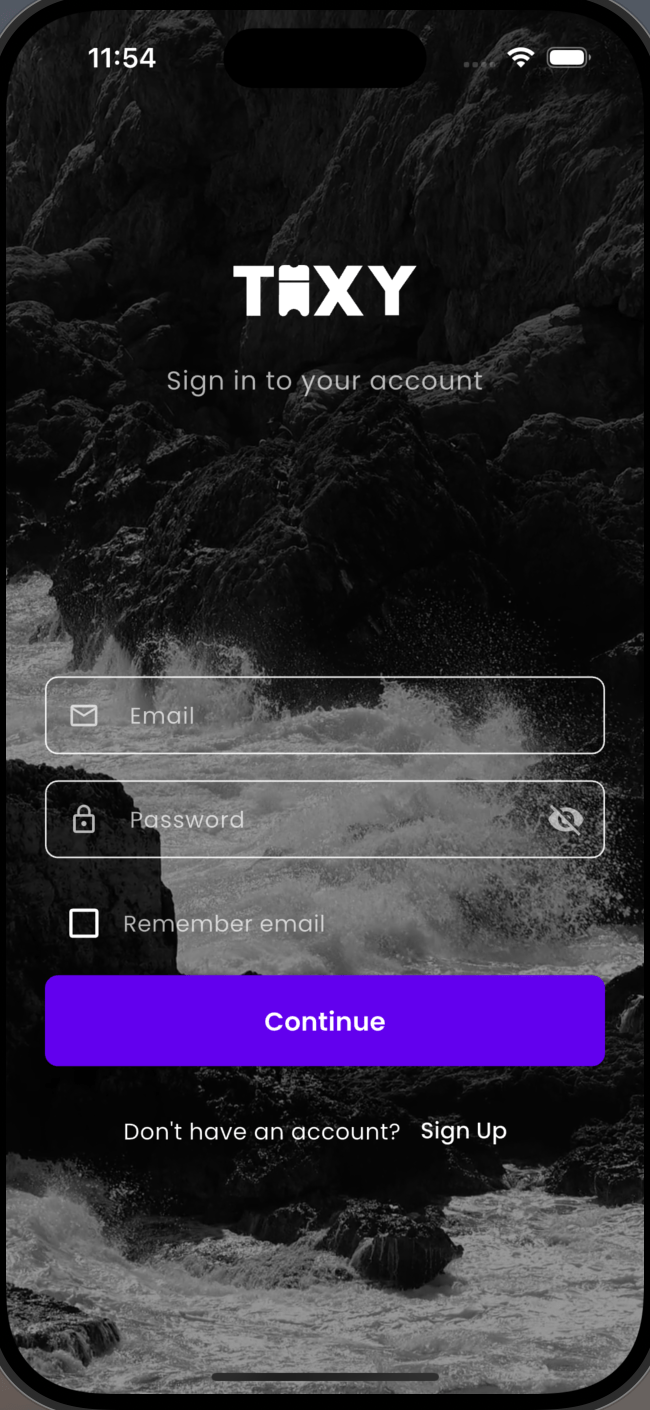 11:54
TIXY
Sign in to your account
Email
Password
Remember email
Continue
Don't have an account? Sign Up